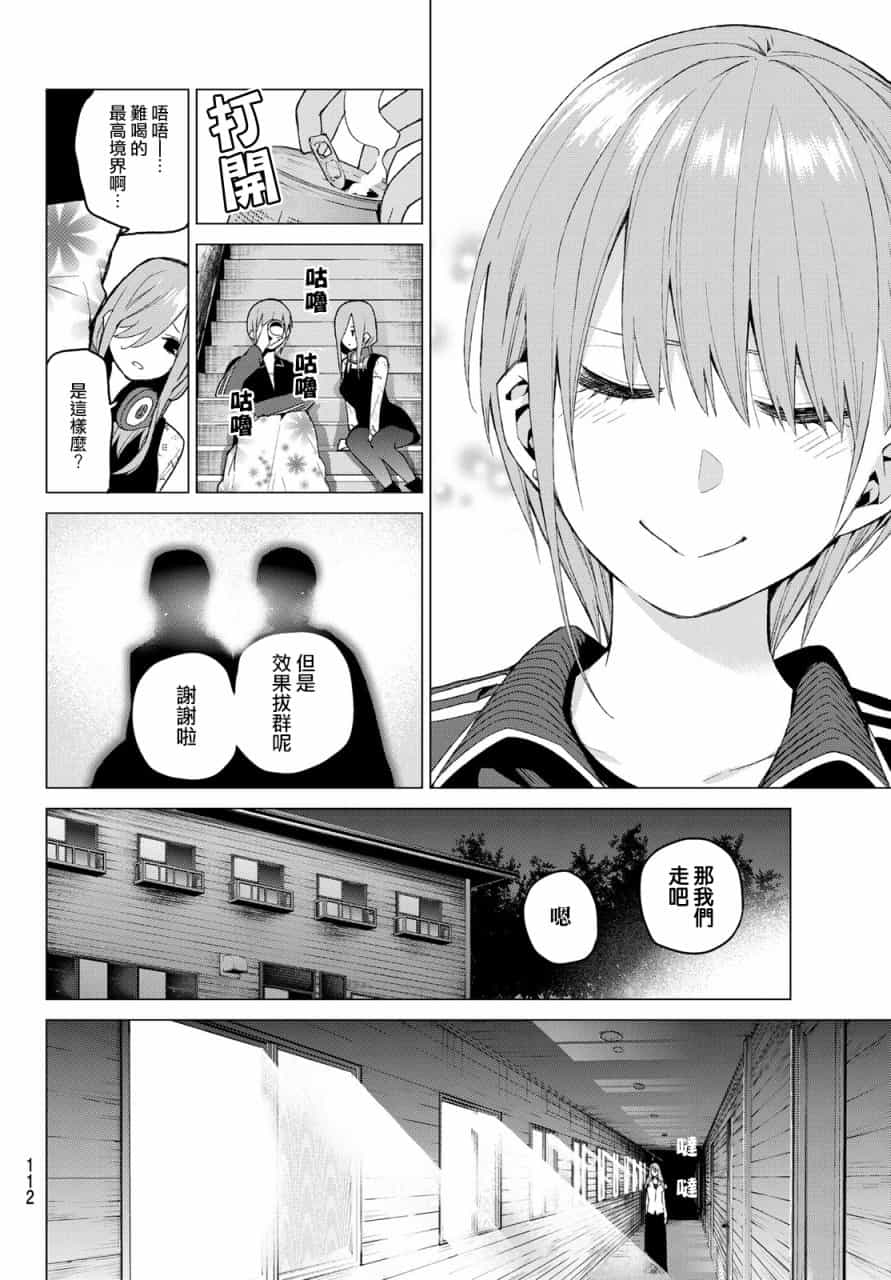 打開
咕嚕
咕嚕
咕嚕
唔唔─…
難喝的
最高境界啊…
是這樣麼?
但是
效果拔群呢
謝謝啦
那我們
走吧
嗯
噠
噠
112